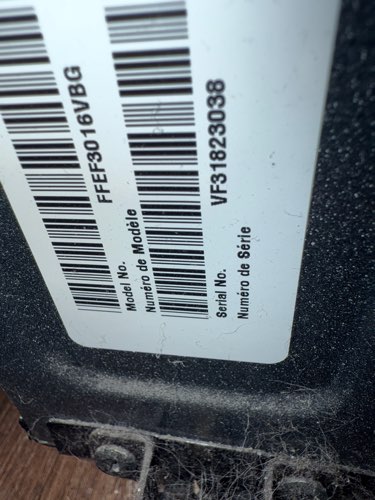 FFEF3016VBG
Model No.
Numéro de Modèle
VF31823038
Serial No.
Numéro de Série